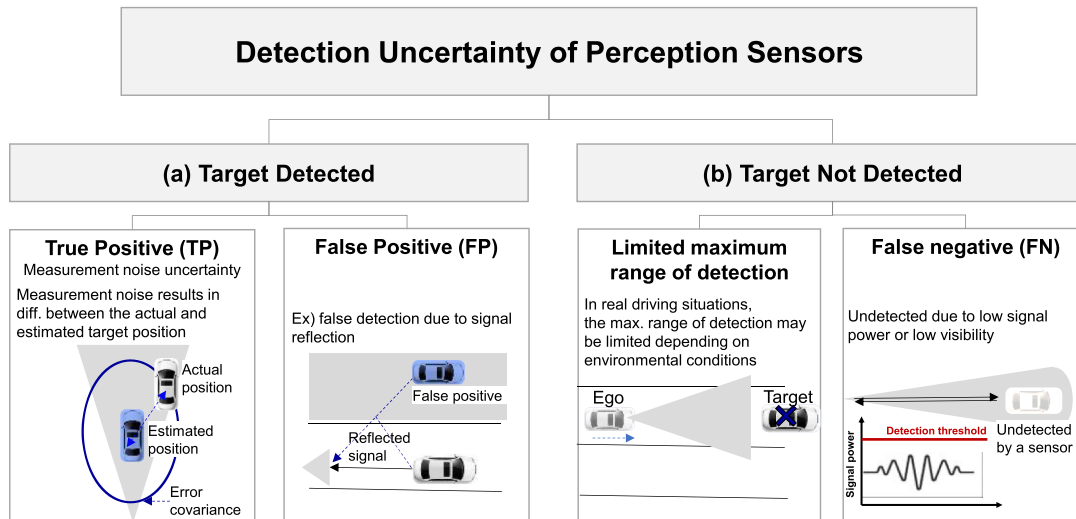 Detection Uncertainty of Perception Sensors
(a) Target Detected
(b) Target Not Detected
True Positive (TP)
Measurement noise uncertainty
Measurement noise results in
diff. between the actual and
estimated target position
Actual
position
Estimated
position
Error
covariance
False Positive (FP)
Ex) false detection due to signal
reflection
False positive
Reflected
signal
Limited maximum
range of detection
In real driving situations,
the max. range of detection may
be limited depending on
environmental conditions
Ego
Target
False negative (FN)
Undetected due to low signal
power or low visibility
Detection threshold
Undetected
by a sensor
Signal power